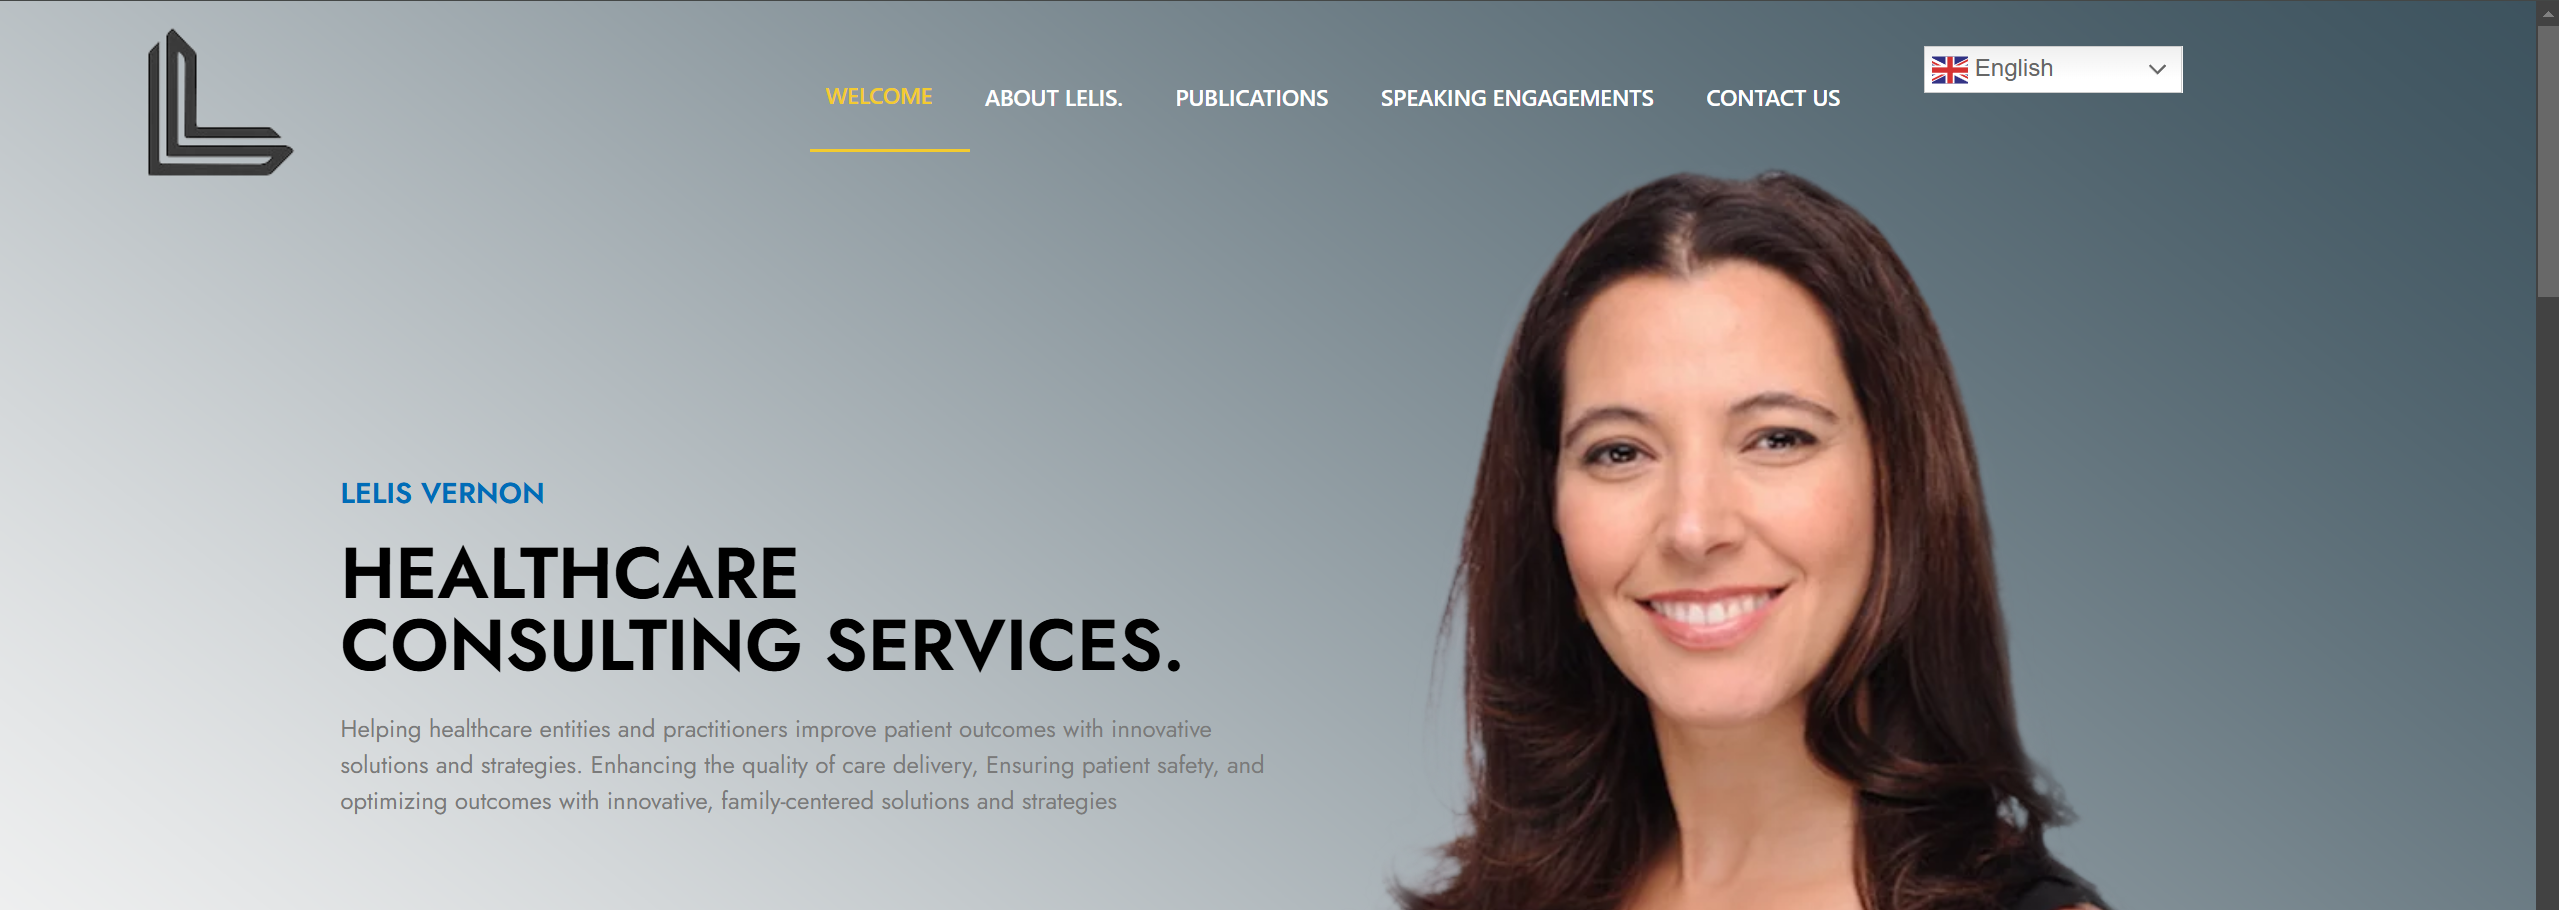 WELCOME
ABOUT LELIS.
PUBLICATIONS
SPEAKING ENGAGEMENTS
CONTACT US
English
LELIS VERNON
HEALTHCARE
CONSULTING SERVICES.
Helping healthcare entities and practitioners improve patient outcomes with innovative
solutions and strategies. Enhancing the quality of care delivery, Ensuring patient safety, and
optimizing outcomes with innovative, family-centered solutions and strategies